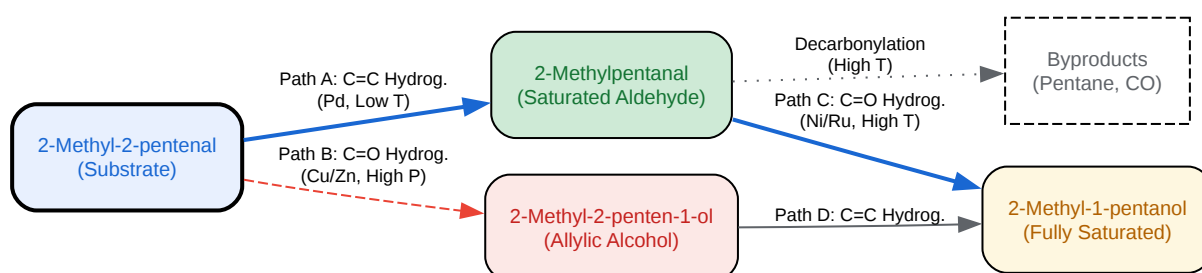 2-Methyl-2-pentenal
(Substrate)
Path A: C=C Hydrog.
(Pd, Low T)
Path B: C=O Hydrog.
(Cu/Zn, High P)
2-Methylpentanal
(Saturated Aldehyde)
2-Methyl-2-penten-1-ol
(Allylic Alcohol)
Decarbonylation
(High T)
Path C: C=O Hydrog.
(Ni/Ru, High T)
Path D: C=C Hydrog.
Byproducts
(Pentane, CO)
2-Methyl-1-pentanol
(Fully Saturated)